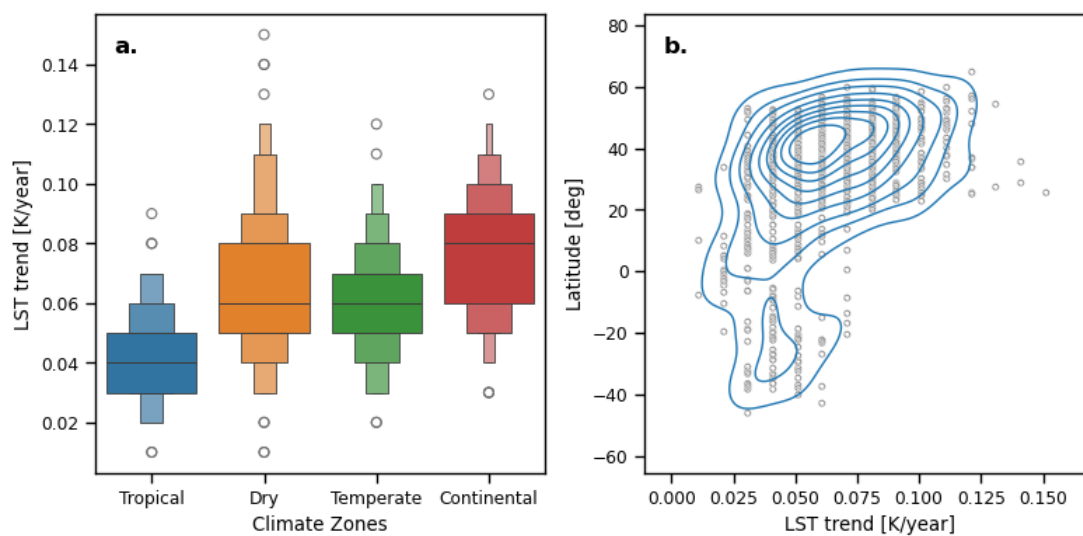 a.
LST trend [K/year]
0.14
0.12
0.10
0.08
0.06
0.04
0.02
Tropical Dry Temperate Continental
Climate Zones
b.
Latitude [deg]
80
60
40
20
0
−20
−40
−60
0.000 0.025 0.050 0.075 0.100 0.125 0.150
LST trend [K/year]